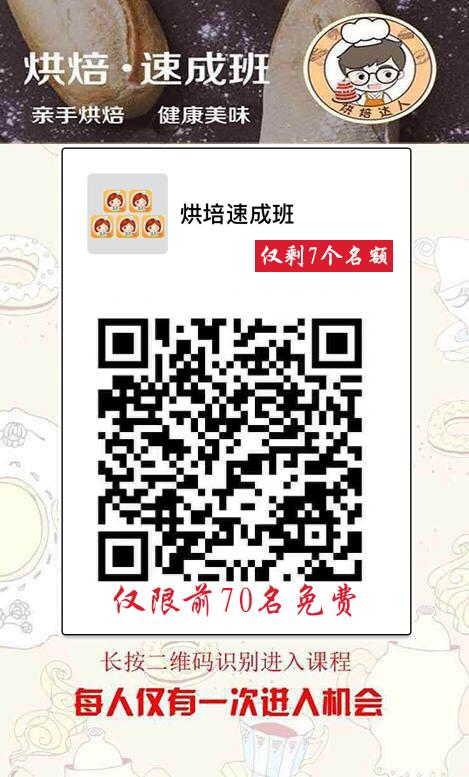 烘焙·速成班
亲手烘焙 健康美味
烘焙达人
烘培速成班
仅剩7个名额
仅限前70名免费
长按二维码识别进入课程
每人仅有一次进入机会